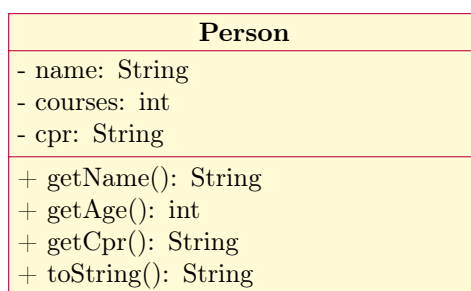 Person
- name: String
- courses: int
- cpr: String
+ getName(): String
+ getAge(): int
+ getCpr(): String
+ toString(): String